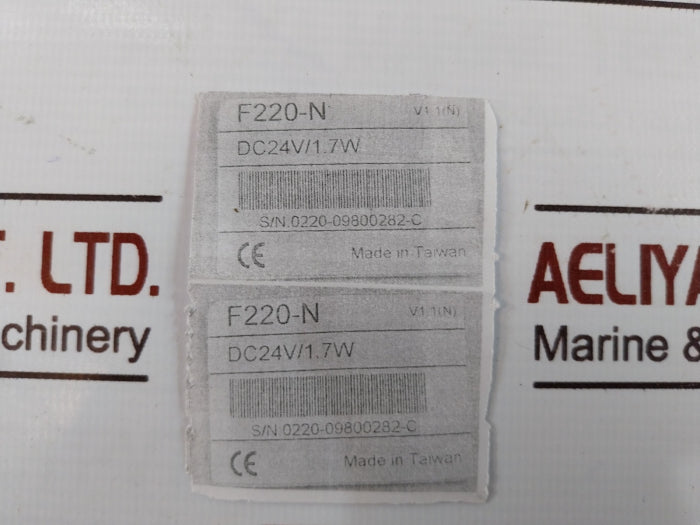 F220-N V1.1(N)
DC24V/1.7W
S/N.0220-09800282-C
CE Made in Taiwan
F220-N V1.1(N)
DC24V/1.7W
S/N.0220-09800282-C
CE Made in Taiwan
. LTD.
chinery
AELIYA
Marine &